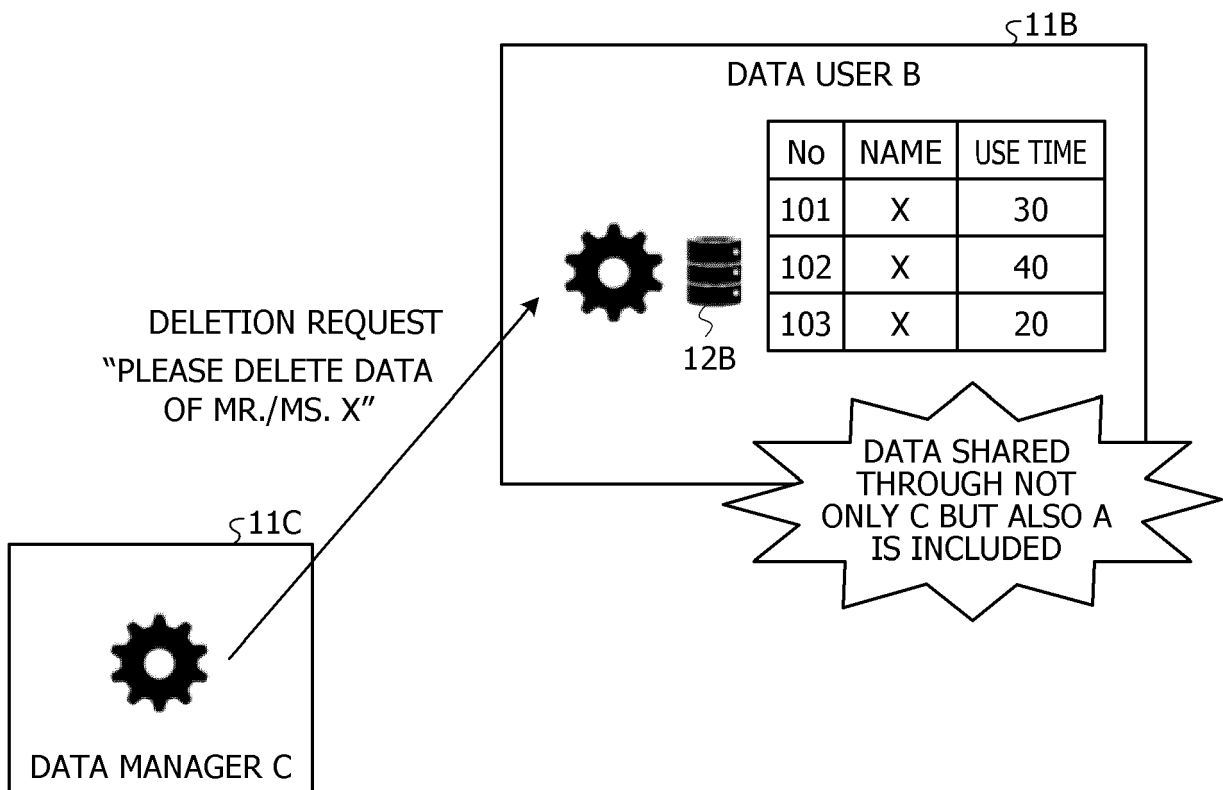 11B
DATA USER B
No NAME USE TIME
101 X 30
102 X 40
103 X 20
12B
DELETION REQUEST
“PLEASE DELETE DATA
OF MR./MS. X”
DATA SHARED
THROUGH NOT
ONLY C BUT ALSO A
IS INCLUDED
11C
DATA MANAGER C